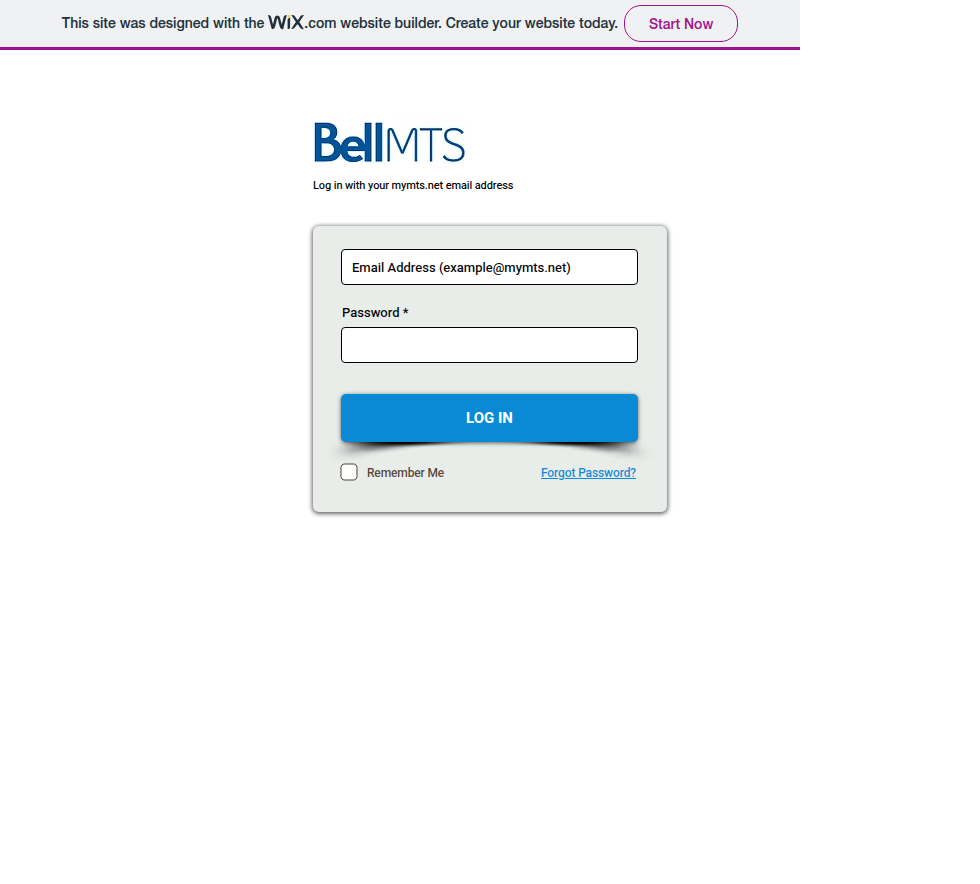 This site was designed with the WiX.com website builder. Create your website today. Start Now
BellMTS
Log in with your mymts.net email address
Email Address (example@mymts.net)
Password *
LOG IN
Remember Me Forgot Password?